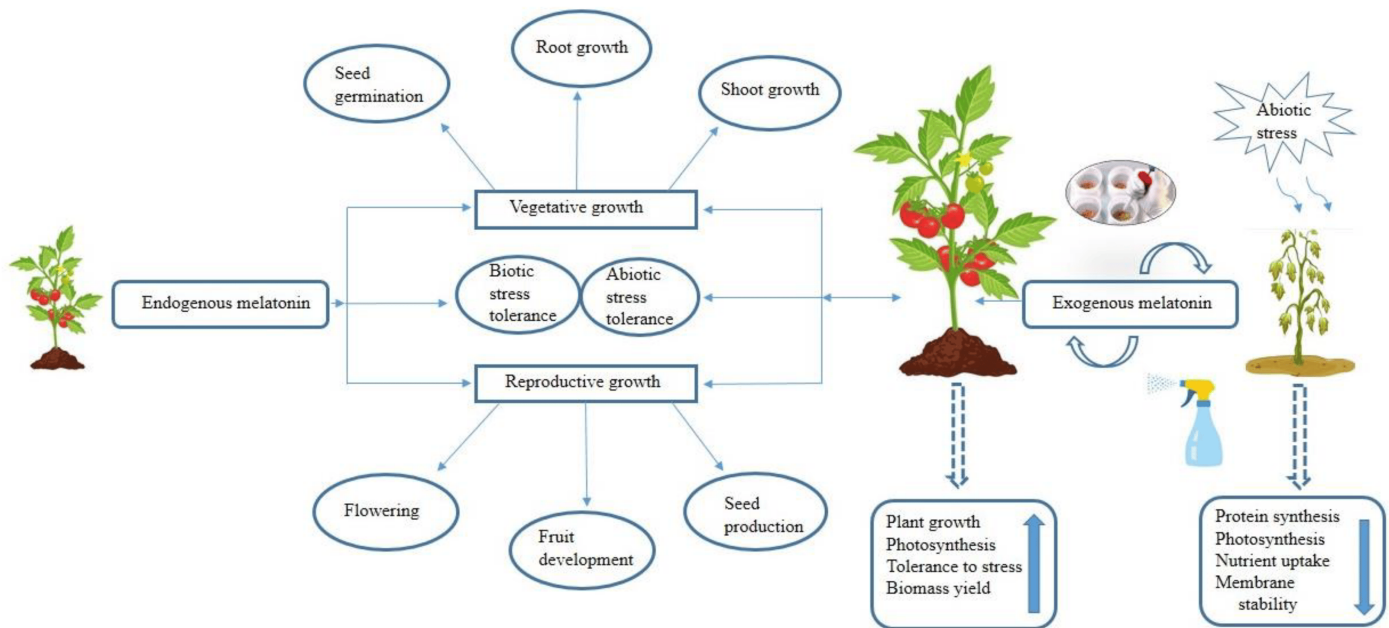 Root growth
Seed
germination
Shoot growth
Abiotic
stress
Vegetative growth
Biotic
stress
tolerance
Abiotic
stress
tolerance
Endogenous melatonin
Exogenous melatonin
Reproductive growth
Flowering
Fruit
development
Seed
production
Plant growth
Photosynthesis
Tolerance to stress
Biomass yield
Protein synthesis
Photosynthesis
Nutrient uptake
Membrane
stability